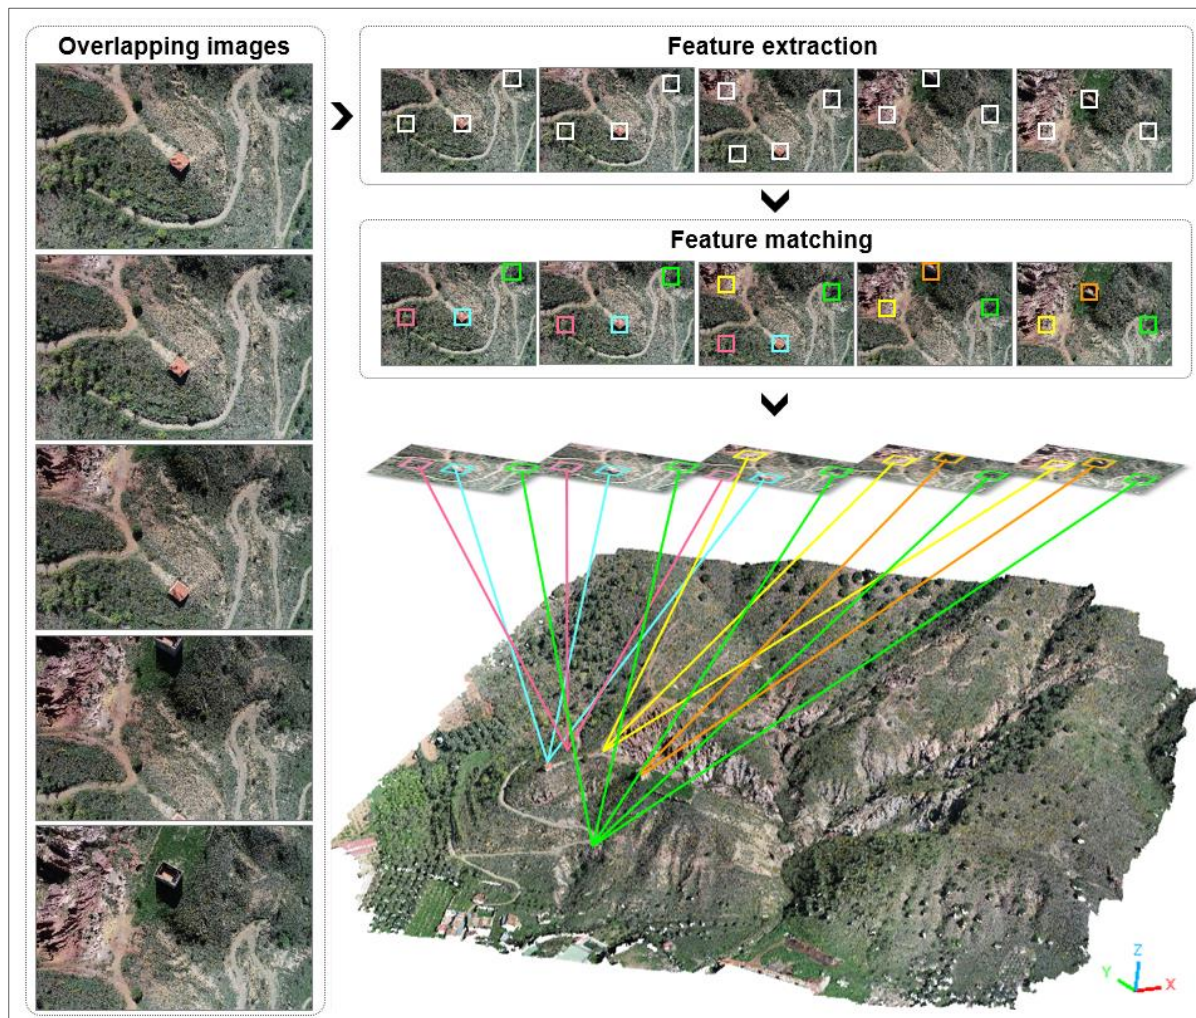 Overlapping images
Feature extraction
Feature matching
Z
Y
X